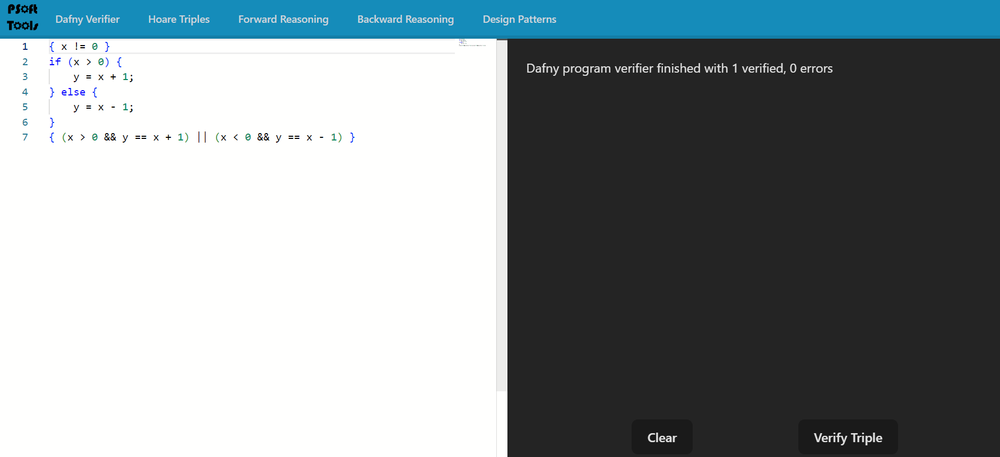 PSoft
Tools
Dafny Verifier Hoare Triples Forward Reasoning Backward Reasoning Design Patterns
1 { x != 0 }
2 if (x > 0) {
3 y = x + 1;
4 } else {
5 y = x - 1;
6 }
7 { (x > 0 && y == x + 1) || (x < 0 && y == x - 1) }
Dafny program verifier finished with 1 verified, 0 errors
Clear Verify Triple